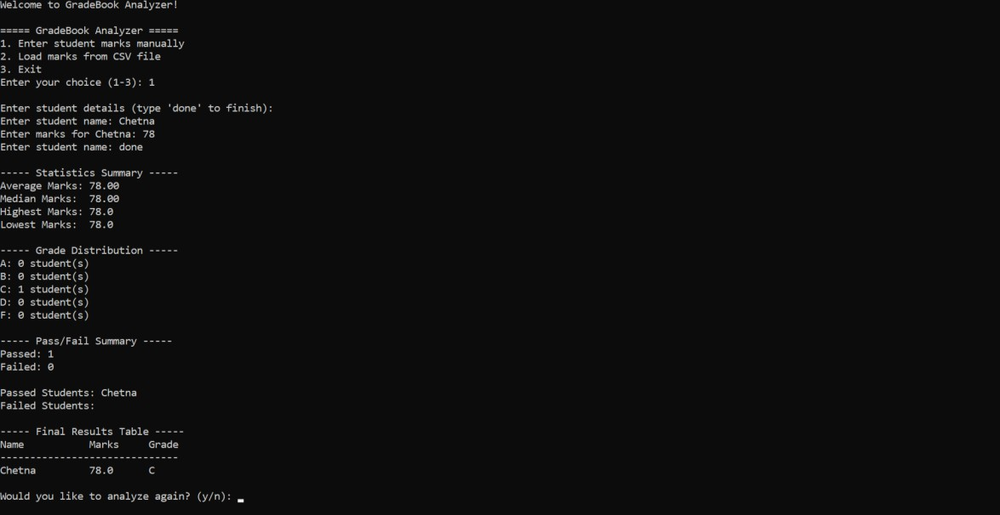 Welcome to GradeBook Analyzer!
===== GradeBook Analyzer =====
1. Enter student marks manually
2. Load marks from CSV file
3. Exit
Enter your choice (1-3): 1
Enter student details (type 'done' to finish):
Enter student name: Chetna
Enter marks for Chetna: 78
Enter student name: done
----- Statistics Summary -----
Average Marks: 78.00
Median Marks:  78.00
Highest Marks: 78.0
Lowest Marks:  78.0
----- Grade Distribution -----
A: 0 student(s)
B: 0 student(s)
C: 1 student(s)
D: 0 student(s)
F: 0 student(s)
----- Pass/Fail Summary -----
Passed: 1
Failed: 0
Passed Students: Chetna
Failed Students:
----- Final Results Table -----
Name           Marks     Grade
------------------------------
Chetna         78.0      C
Would you like to analyze again? (y/n):